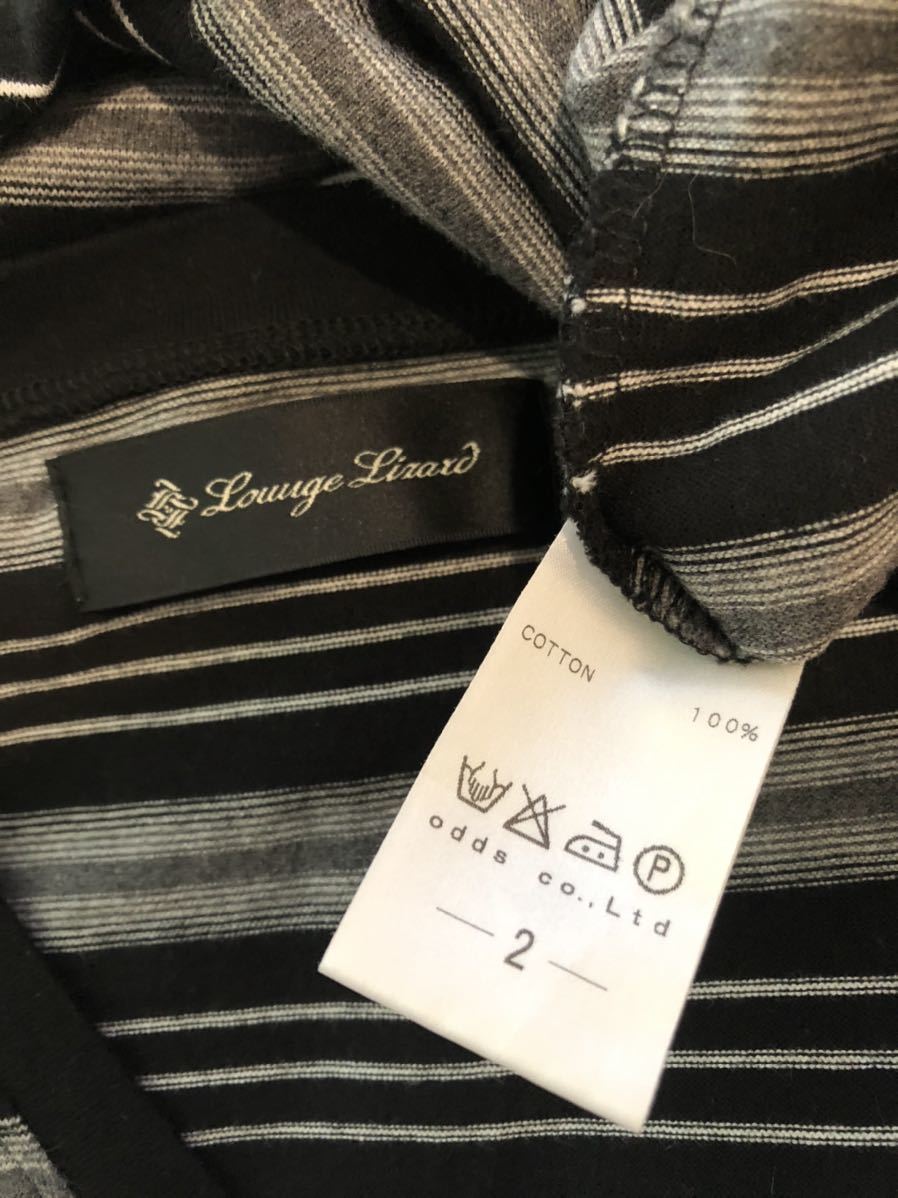 Lounge Lizard
COTTON
100%
P
odds co.,Ltd
— 2 —